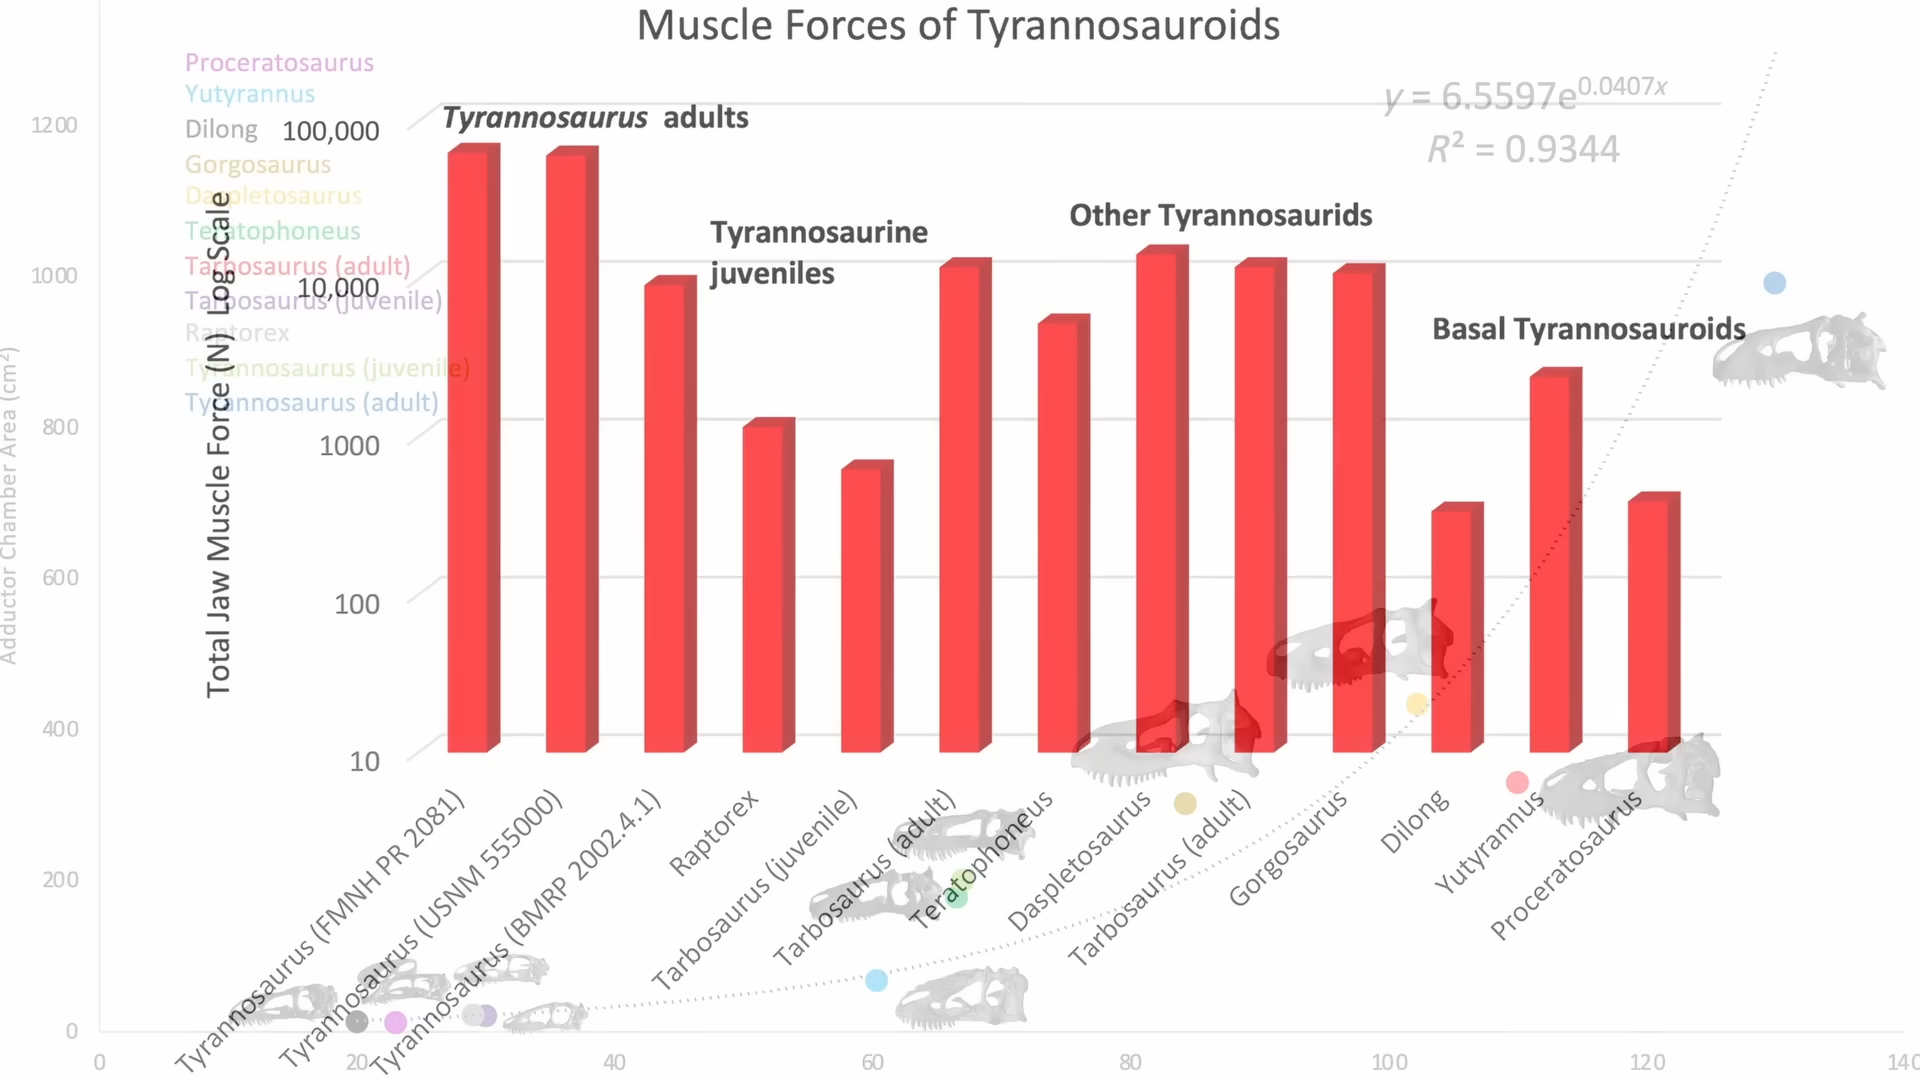 Muscle Forces of Tyrannosauroids
Proceratosaurus
Yutyrannus
Dilong
Gorgosaurus
Daspletosaurus
Teratophoneus
Tarbosaurus (adult)
Tarbosaurus (juvenile)
Raptorex
Tyrannosaurus (juvenile)
Tyrannosaurus (adult)
y = 6.5597e^0.0407x
R² = 0.9344
Tyrannosaurus adults
Tyrannosaurine
juveniles
Other Tyrannosaurids
Basal Tyrannosauroids
Total Jaw Muscle Force (N) Log Scale
100,000
10,000
1000
100
10
Adductor Chamber Area (cm²)
1200
1000
800
600
400
200
0
Tyrannosaurus (FMNH PR 2081)
Tyrannosaurus (USNM 555000)
Tyrannosaurus (BMRP 2002.4.1)
Raptorex
Tarbosaurus (juvenile)
Tarbosaurus (adult)
Teratophoneus
Daspletosaurus
Tarbosaurus (adult)
Gorgosaurus
Dilong
Yutyrannus
Proceratosaurus
0
20
40
60
80
100
120
140